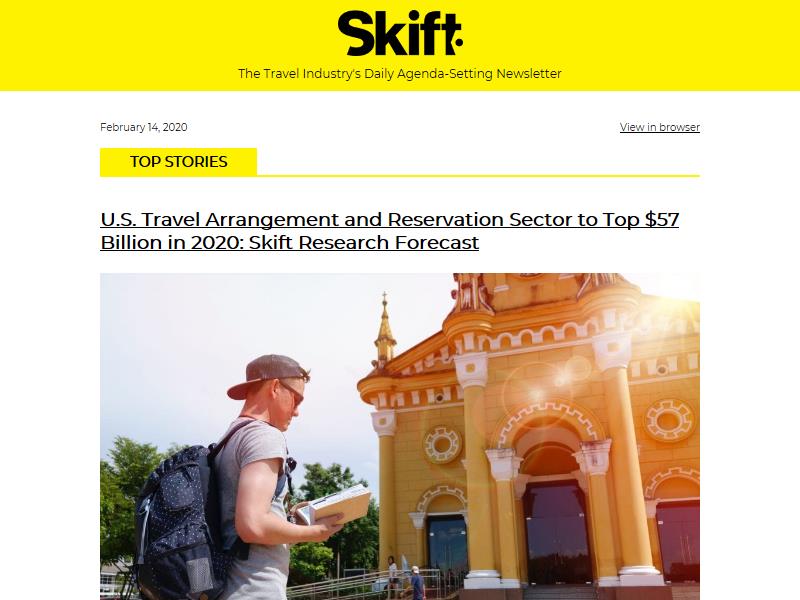 Skift
The Travel Industry's Daily Agenda-Setting Newsletter
February 14, 2020
View in browser
TOP STORIES
U.S. Travel Arrangement and Reservation Sector to Top $57
Billion in 2020: Skift Research Forecast